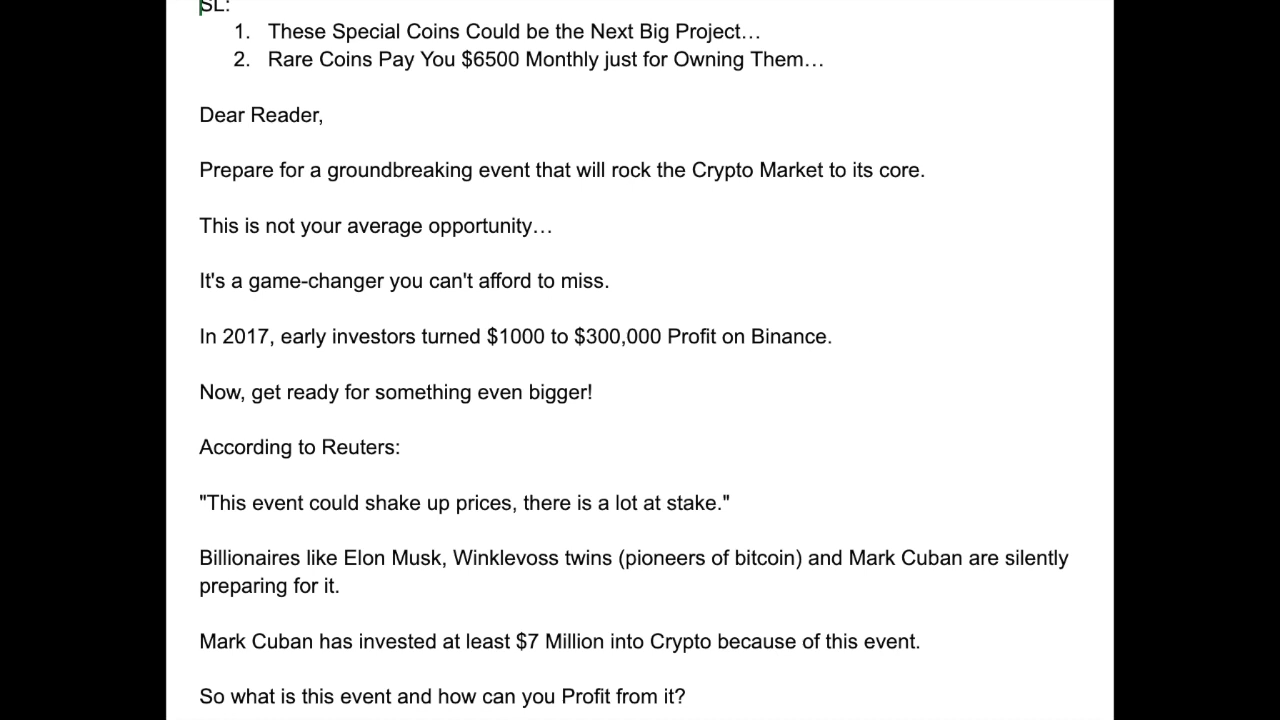 SL:
1. These Special Coins Could be the Next Big Project…
2. Rare Coins Pay You $6500 Monthly just for Owning Them…
Dear Reader,
Prepare for a groundbreaking event that will rock the Crypto Market to its core.
This is not your average opportunity…
It's a game-changer you can't afford to miss.
In 2017, early investors turned $1000 to $300,000 Profit on Binance.
Now, get ready for something even bigger!
According to Reuters:
"This event could shake up prices, there is a lot at stake."
Billionaires like Elon Musk, Winklevoss twins (pioneers of bitcoin) and Mark Cuban are silently
preparing for it.
Mark Cuban has invested at least $7 Million into Crypto because of this event.
So what is this event and how can you Profit from it?